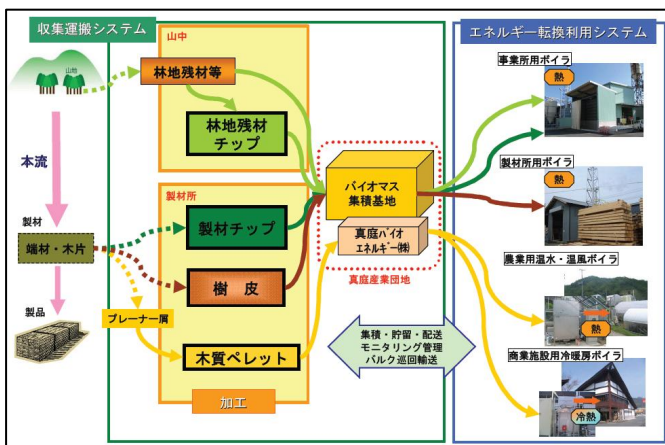 収集運搬システム
山中
山地
林地残材等
林地残材
チップ
本流
製材
端材・木片
製品
製材所
製材チップ
樹 皮
プレーナー屑
木質ペレット
加工
バイオマス
集積基地
真庭バイオ
エネルギー㈱
真庭産業団地
集積・貯留・配送
モニタリング管理
バルク巡回輸送
エネルギー転換利用システム
事業所用ボイラ
熱
製材所用ボイラ
熱
農業用温水・温風ボイラ
熱
商業施設用冷暖房ボイラ
冷熱